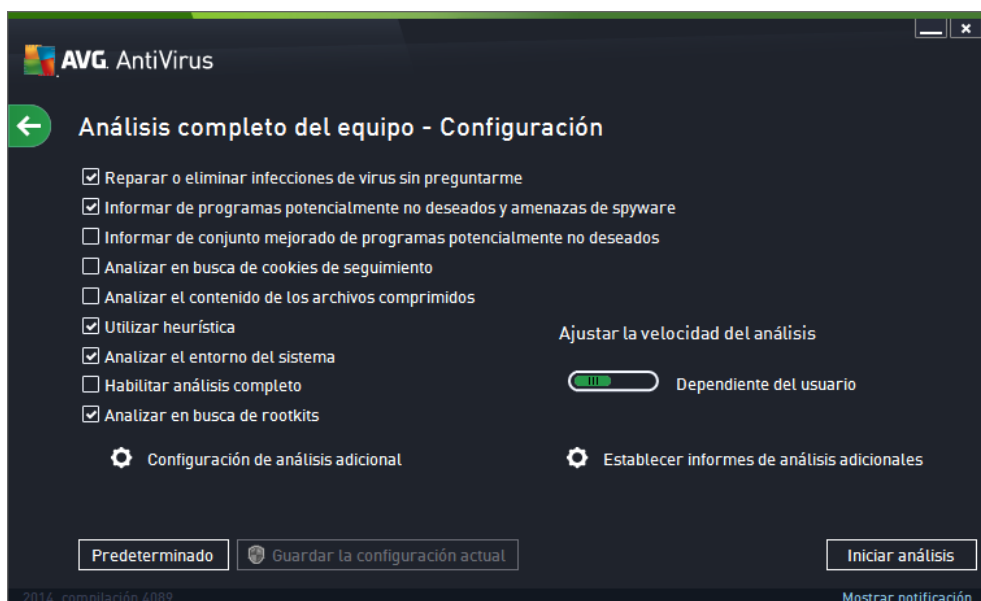 AVG. AntiVirus
Análisis completo del equipo - Configuración
Reparar o eliminar infecciones de virus sin preguntarme
Informar de programas potencialmente no deseados y amenazas de spyware
Informar de conjunto mejorado de programas potencialmente no deseados
Analizar en busca de cookies de seguimiento
Analizar el contenido de los archivos comprimidos
Utilizar heurística
Analizar el entorno del sistema
Habilitar análisis completo
Analizar en busca de rootkits
Ajustar la velocidad del análisis
Dependiente del usuario
Configuración de análisis adicional
Establecer informes de análisis adicionales
Predeterminado
Guardar la configuración actual
Iniciar análisis
2014 compilación 4089
Mostrar notificación